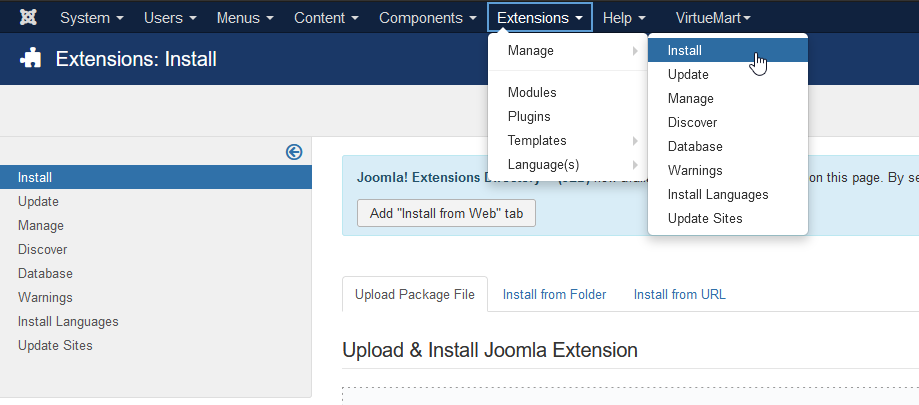 System Users Menus Content Components Extensions Help VirtueMart
Extensions: Install
Manage
Modules
Plugins
Templates
Language(s)
Install
Update
Manage
Discover
Database
Warnings
Install Languages
Update Sites
Install
Update
Manage
Discover
Database
Warnings
Install Languages
Update Sites
Joomla! Extensions Directory on this page. By se
Add "Install from Web" tab
Upload Package File Install from Folder Install from URL
Upload & Install Joomla Extension